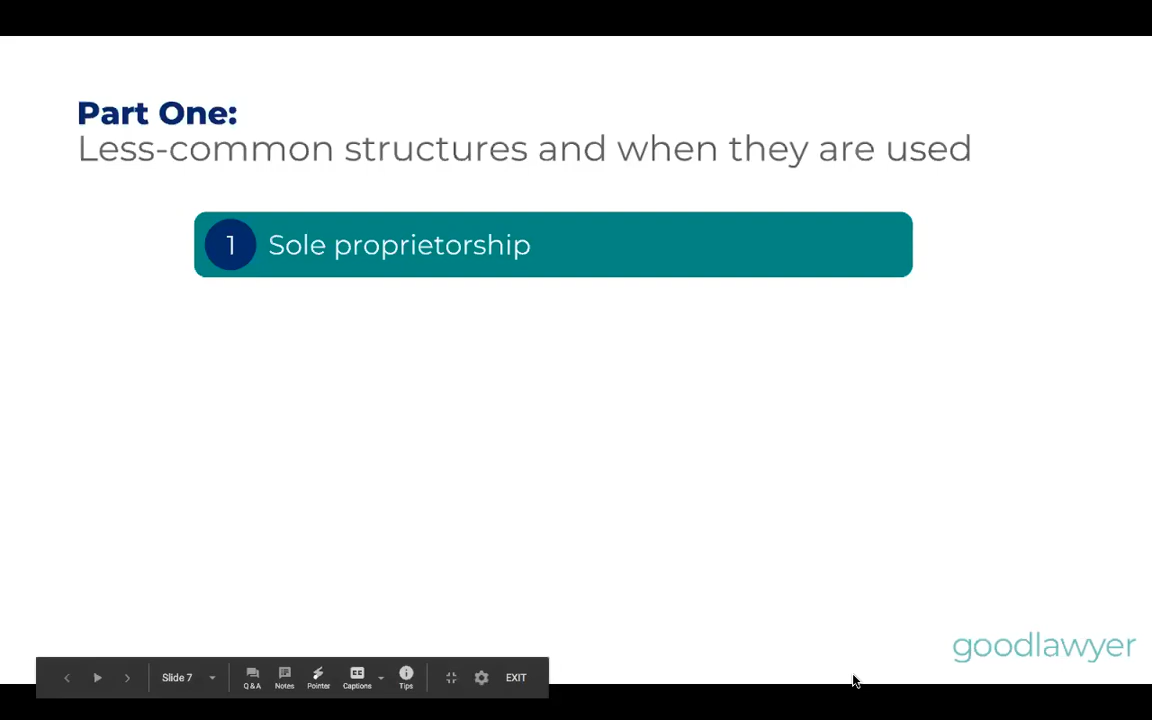 Part One:
Less-common structures and when they are used
1 Sole proprietorship
goodlawyer
Slide 7
Q&A Notes Pointer CC Captions Tips EXIT